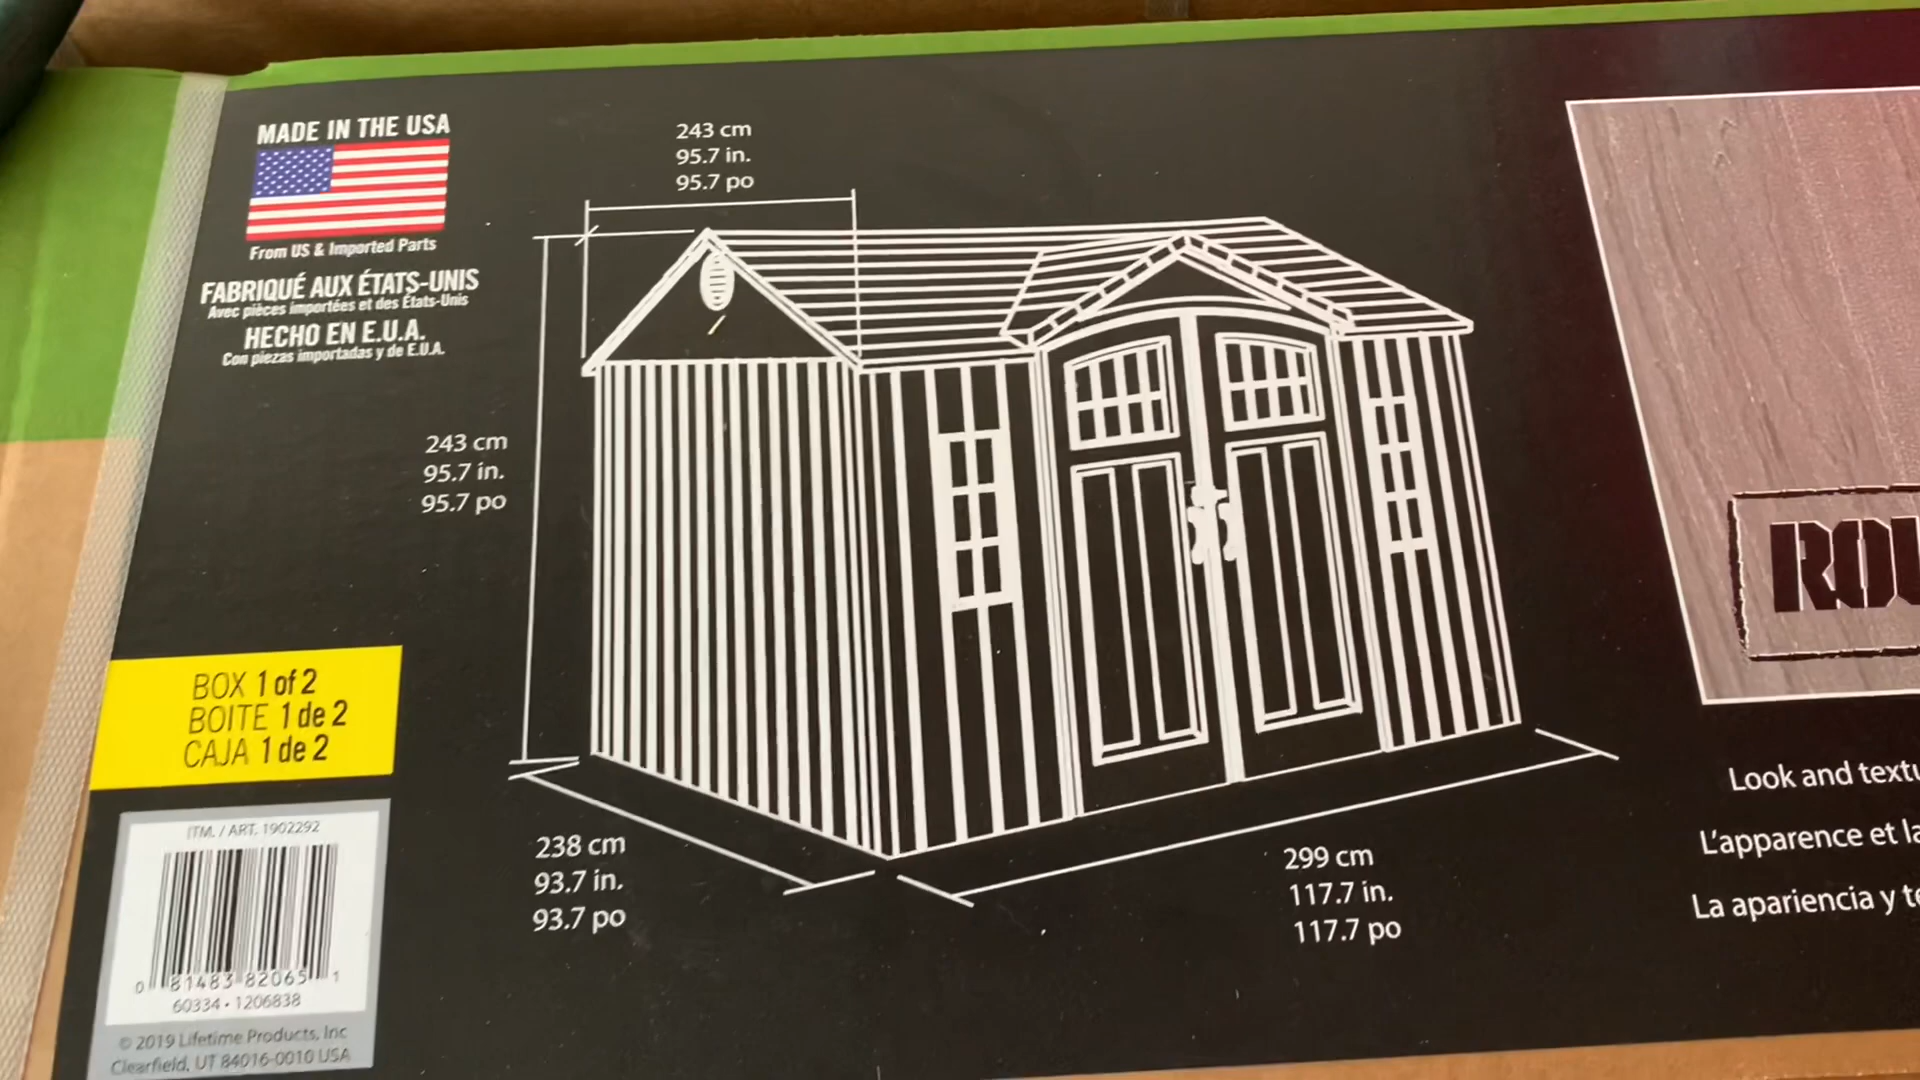 MADE IN THE USA
From US & Imported Parts
FABRIQUÉ AUX ÉTATS-UNIS
Avec pièces importées et des États-Unis
HECHO EN E.U.A.
Con piezas importadas y de E.U.A.
243 cm
95.7 in.
95.7 po
243 cm
95.7 in.
95.7 po
BOX 1 of 2
BOITE 1 de 2
CAJA 1 de 2
ITM. / ART. 1902292
0 81483 82065 1
60334 • 1206838
© 2019 Lifetime Products, Inc
Clearfield, UT 84016-0010 USA
238 cm
93.7 in.
93.7 po
299 cm
117.7 in.
117.7 po
Look and
L'apparence et
La apariencia y